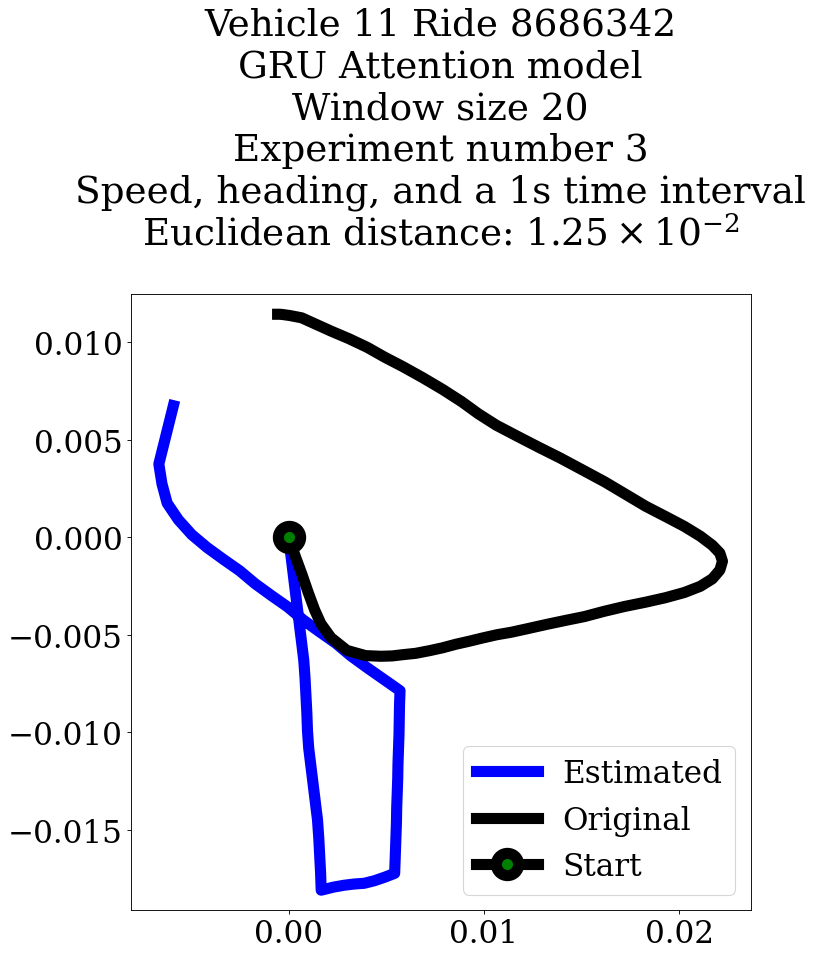 Vehicle 11 Ride 8686342
GRU Attention model
Window size 20
Experiment number 3
Speed, heading, and a 1s time interval
Euclidean distance: 1.25 × 10⁻²
0.010
0.005
0.000
−0.005
−0.010
−0.015
Estimated
Original
Start
0.00 0.01 0.02